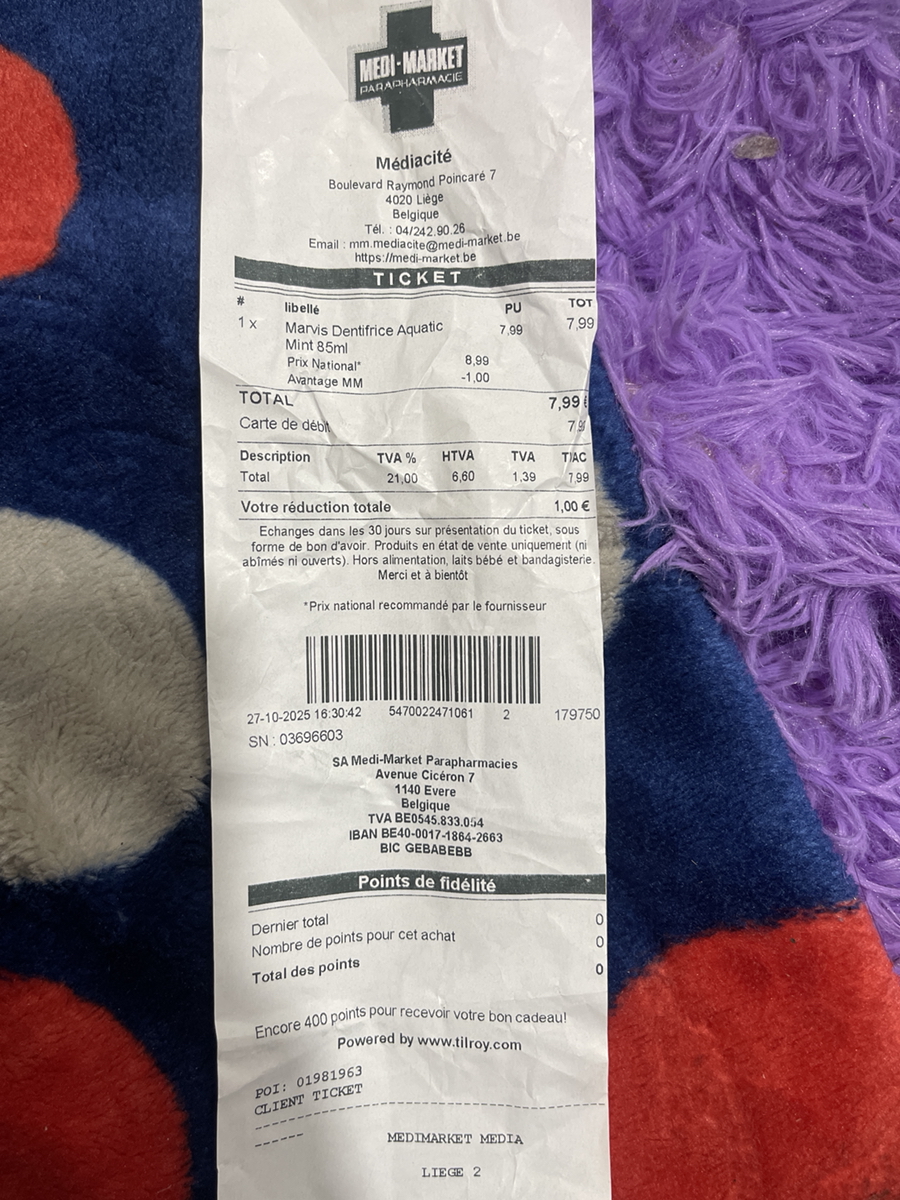 MEDI-MARKET
PARAPHARMACIE
Médiacité
Boulevard Raymond Poincaré 7
4020 Liège
Belgique
Tél. : 04/242.90.26
Email : mm.mediacite@medi-market.be
https://medi-market.be
TICKET
# libellé PU TOT
1 x Marvis Dentifrice Aquatic 7,99 7,99
Mint 85ml
Prix National* 8,99
Avantage MM -1,00
TOTAL 7,99 €
Carte de débit
Description TVA % HTVA TVA TVAC
Total 21,00 6,60 1,39 7,99
Votre réduction totale 1,00 €
Echanges dans les 30 jours sur présentation du ticket, sous
forme de bon d'avoir. Produits en état de vente uniquement (ni
abîmés ni ouverts). Hors alimentation, laits bébé et bandagisterie.
Merci et à bientôt
*Prix national recommandé par le fournisseur
27-10-2025 16:30:42 5470022471061 2 179750
SN : 03696603
SA Medi-Market Parapharmacies
Avenue Cicéron 7
1140 Evere
Belgique
TVA BE0545.833.054
IBAN BE40-0017-1864-2663
BIC GEBABEBB
Points de fidélité
Dernier total 0
Nombre de points pour cet achat 0
Total des points 0
Encore 400 points pour recevoir votre bon cadeau!
Powered by www.tilroy.com
POI: 01981963
CLIENT TICKET
MEDIMARKET MEDIA
LIEGE 2